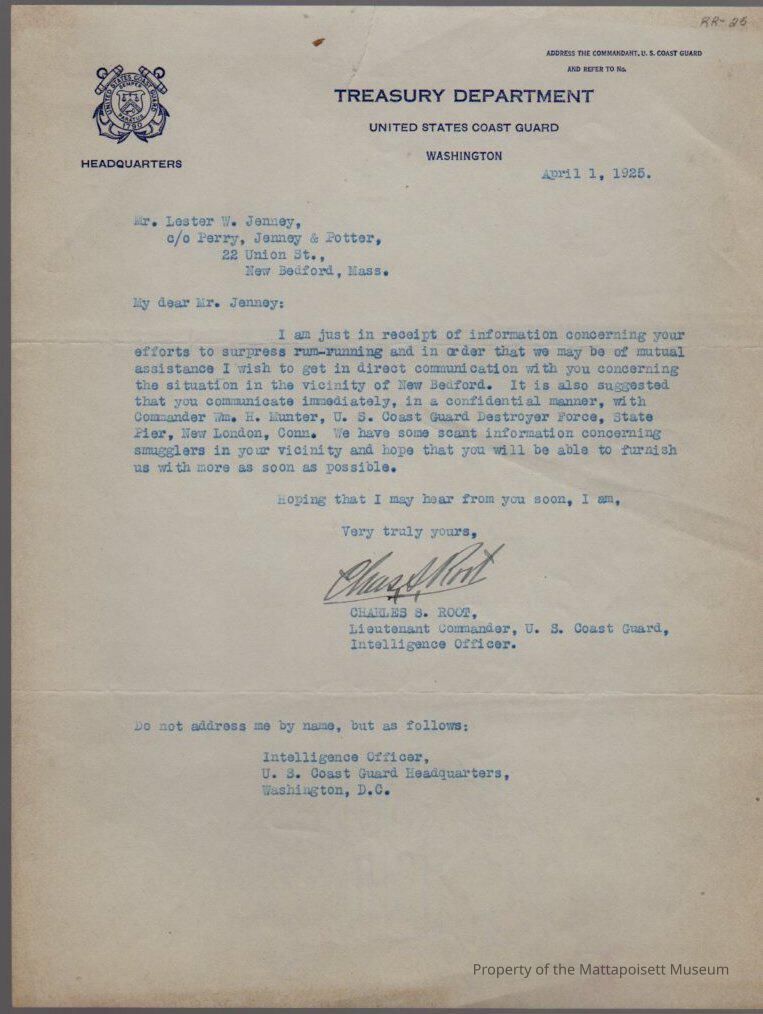 RR-25
ADDRESS THE COMMANDANT, U. S. COAST GUARD
AND REFER TO No.
TREASURY DEPARTMENT
UNITED STATES COAST GUARD
WASHINGTON
UNITED STATES COAST GUARD
SEMPER
PARATUS
1790
HEADQUARTERS
April 1, 1925.
Mr. Lester W. Jenney,
c/o Perry, Jenney & Potter,
22 Union St.,
New Bedford, Mass.
My dear Mr. Jenney:
I am just in receipt of information concerning your
efforts to surpress rum-running and in order that we may be of mutual
assistance I wish to get in direct communication with you concerning
the situation in the vicinity of New Bedford. It is also suggested
that you communicate immediately, in a confidential manner, with
Commander Wm. H. Munter, U. S. Coast Guard Destroyer Force, State
Pier, New London, Conn. We have some scant information concerning
smugglers in your vicinity and hope that you will be able to furnish
us with more as soon as possible.
Hoping that I may hear from you soon, I am,
Very truly yours,
Chas. S. Root
CHARLES S. ROOT,
Lieutenant Commander, U. S. Coast Guard,
Intelligence Officer.
Do not address me by name, but as follows:
Intelligence Officer,
U. S. Coast Guard Headquarters,
Washington, D.C.
Property of the Mattapoisett Museum